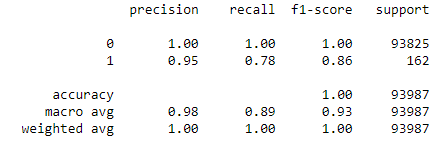 precision recall f1-score support
0 1.00 1.00 1.00 93825
1 0.95 0.78 0.86 162
accuracy 1.00 93987
macro avg 0.98 0.89 0.93 93987
weighted avg 1.00 1.00 1.00 93987